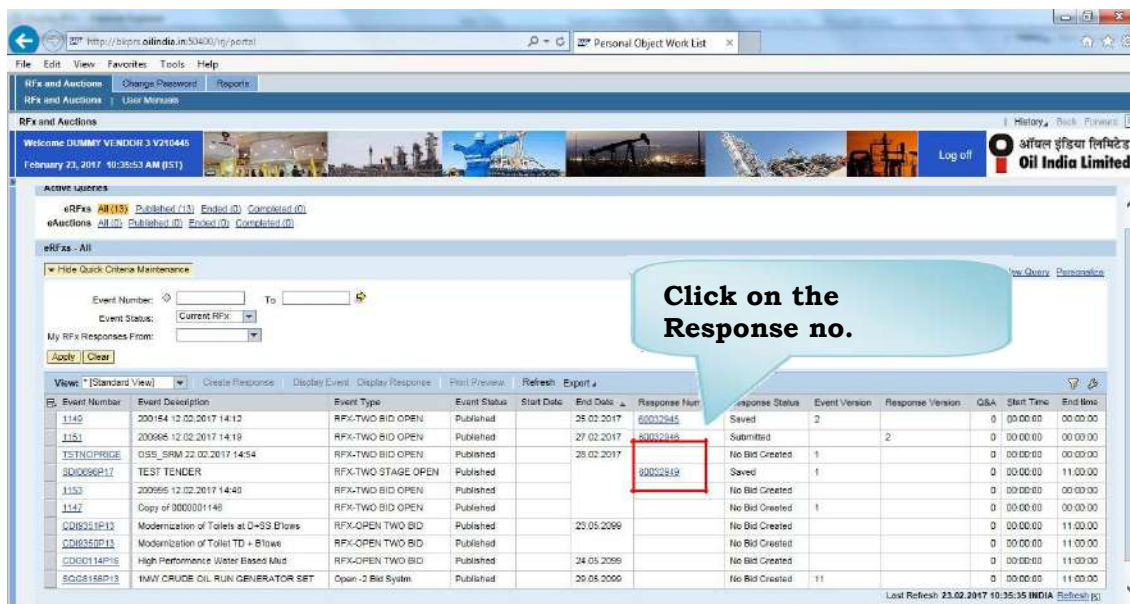 http://bkprs.oilindia.in:50400/irj/portal
Personal Object Work List
File Edit View Favorites Tools Help
RFx and Auctions Change Password Reports
RFx and Auctions | User Manuals
RFx and Auctions History Back Forward
Welcome DUMMY VENDOR 3 V210445
February 23, 2017 10:35:53 AM (IST)
Log off
ऑयल इंडिया लिमिटेड
Oil India Limited
Active Queries
eRFxs All (13) Published (13) Ended (0) Completed (0)
eAuctions All (0) Published (0) Ended (0) Completed (0)
eRFxs - All
Hide Quick Criteria Maintenance
Query Personalize
Event Number: To
Event Status: Current RFx
My RFx Responses From:
Apply Clear
Click on the
Response no.
View: * [Standard View] Create Response Display Event Display Response Print Preview Refresh Export
Event Number Event Description Event Type Event Status Start Date End Date Response Num Response Status Event Version Response Version Q&A Start Time End time
1149 200154 12.02.2017 14:12 RFX-TWO BID OPEN Published 25.02.2017 60032945 Saved 2 0 00:00:00 00:00:00
1151 200995 12.02.2017 14:19 RFX-TWO BID OPEN Published 27.02.2017 60032946 Submitted 2 0 00:00:00 00:00:00
TSTNOPRICE OSS_SRM 22.02.2017 14:54 RFX-TWO BID OPEN Published 28.02.2017 No Bid Created 1 0 00:00:00 00:00:00
SDI0696P17 TEST TENDER RFX-TWO STAGE OPEN Published 60032949 Saved 1 0 00:00:00 11:00:00
1153 200995 12.02.2017 14:40 RFX-TWO BID OPEN Published No Bid Created 0 00:00:00 00:00:00
1147 Copy of 0000001146 RFX-TWO BID OPEN Published No Bid Created 1 0 00:00:00 00:00:00
CDI9351P13 Modernization of Toilets at D+SS B'lows RFX-OPEN TWO BID Published 23.05.2099 No Bid Created 0 00:00:00 11:00:00
CDI9350P13 Modernization of Toilet TD + B'lows RFX-OPEN TWO BID Published No Bid Created 0 00:00:00 11:00:00
CDG0114P16 High Performance Water Based Mud RFX-OPEN TWO BID Published 24.05.2099 No Bid Created 0 00:00:00 11:00:00
SGG8158P13 1MW CRUDE OIL RUN GENERATOR SET Open -2 Bid Systm Published 29.05.2099 No Bid Created 11 0 00:00:00 11:00:00
Last Refresh 23.02.2017 10:35:35 INDIA Refresh